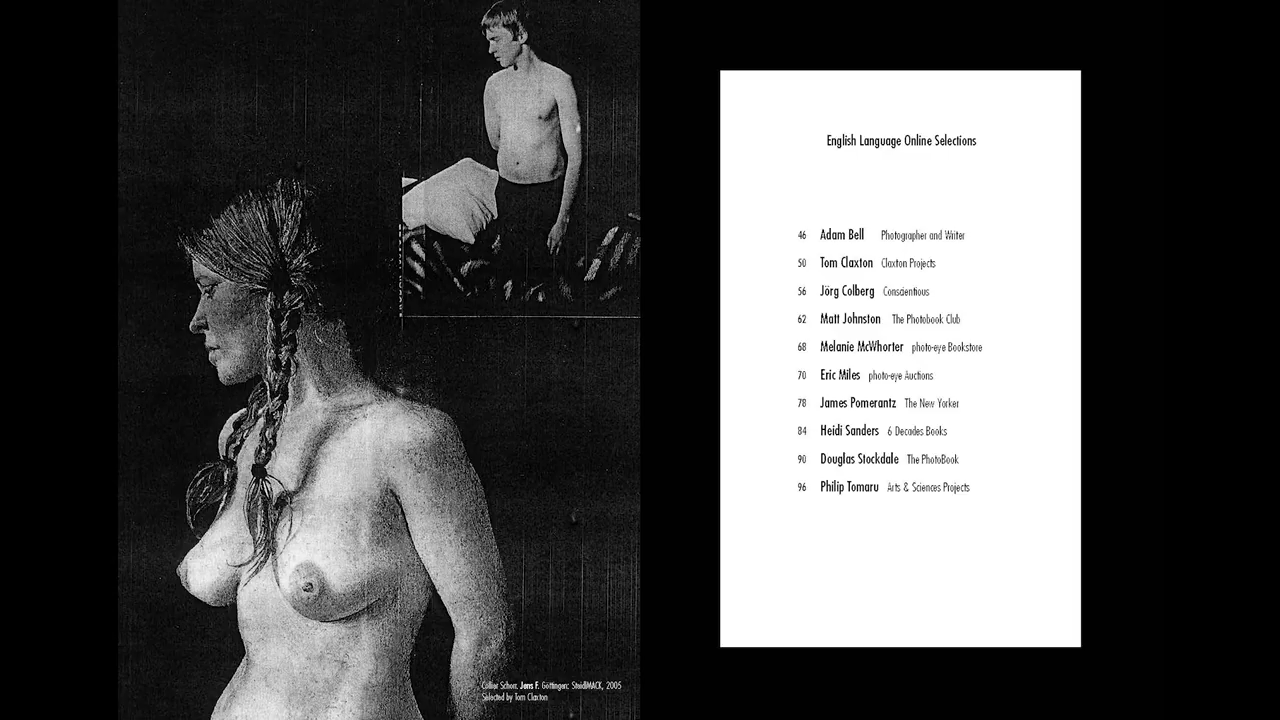 Collier Schorr. Jens F. Göttingen: SteidlMACK, 2005
Selected by Tom Claxton
English Language Online Selections
46 Adam Bell Photographer and Writer
50 Tom Claxton Claxton Projects
56 Jörg Colberg Conscientious
62 Matt Johnston The Photobook Club
68 Melanie McWhorter photo-eye Bookstore
70 Eric Miles photo-eye Auctions
78 James Pomerantz The New Yorker
84 Heidi Sanders 6 Decades Books
90 Douglas Stockdale The PhotoBook
96 Philip Tomaru Arts & Sciences Projects